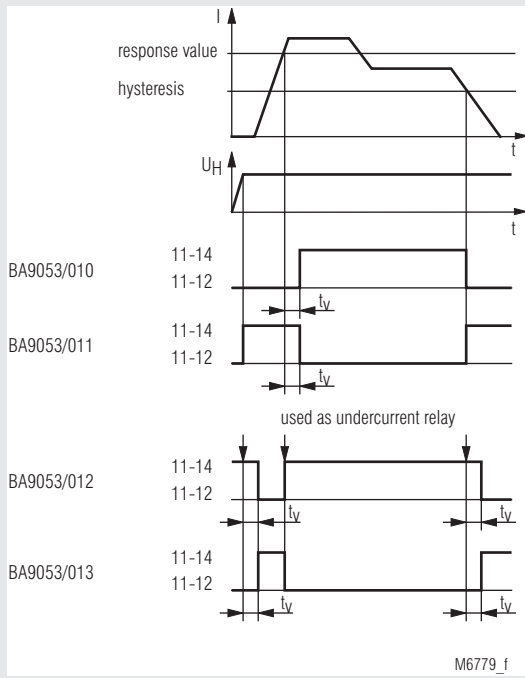 I
response value
hysteresis
t
UH
t
BA9053/010
11-14
11-12
tv
BA9053/011
11-14
11-12
tv
used as undercurrent relay
BA9053/012
11-14
11-12
tv
tv
BA9053/013
11-14
11-12
tv
tv
M6779_f